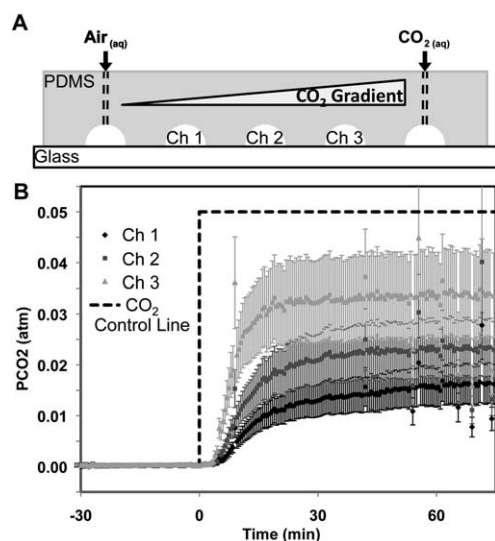 A
Air(aq)
CO2(aq)
PDMS
CO2 Gradient
Ch 1
Ch 2
Ch 3
Glass
B
0.05
0.04
0.03
0.02
0.01
0.00
PCO2 (atm)
Ch 1
Ch 2
Ch 3
CO2
Control Line
-30
0
30
60
Time (min)